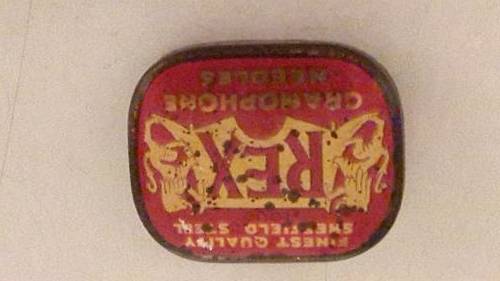 FINEST QUALITY
SHEFFIELD STEEL
REX
GRAMOPHONE
NEEDLES